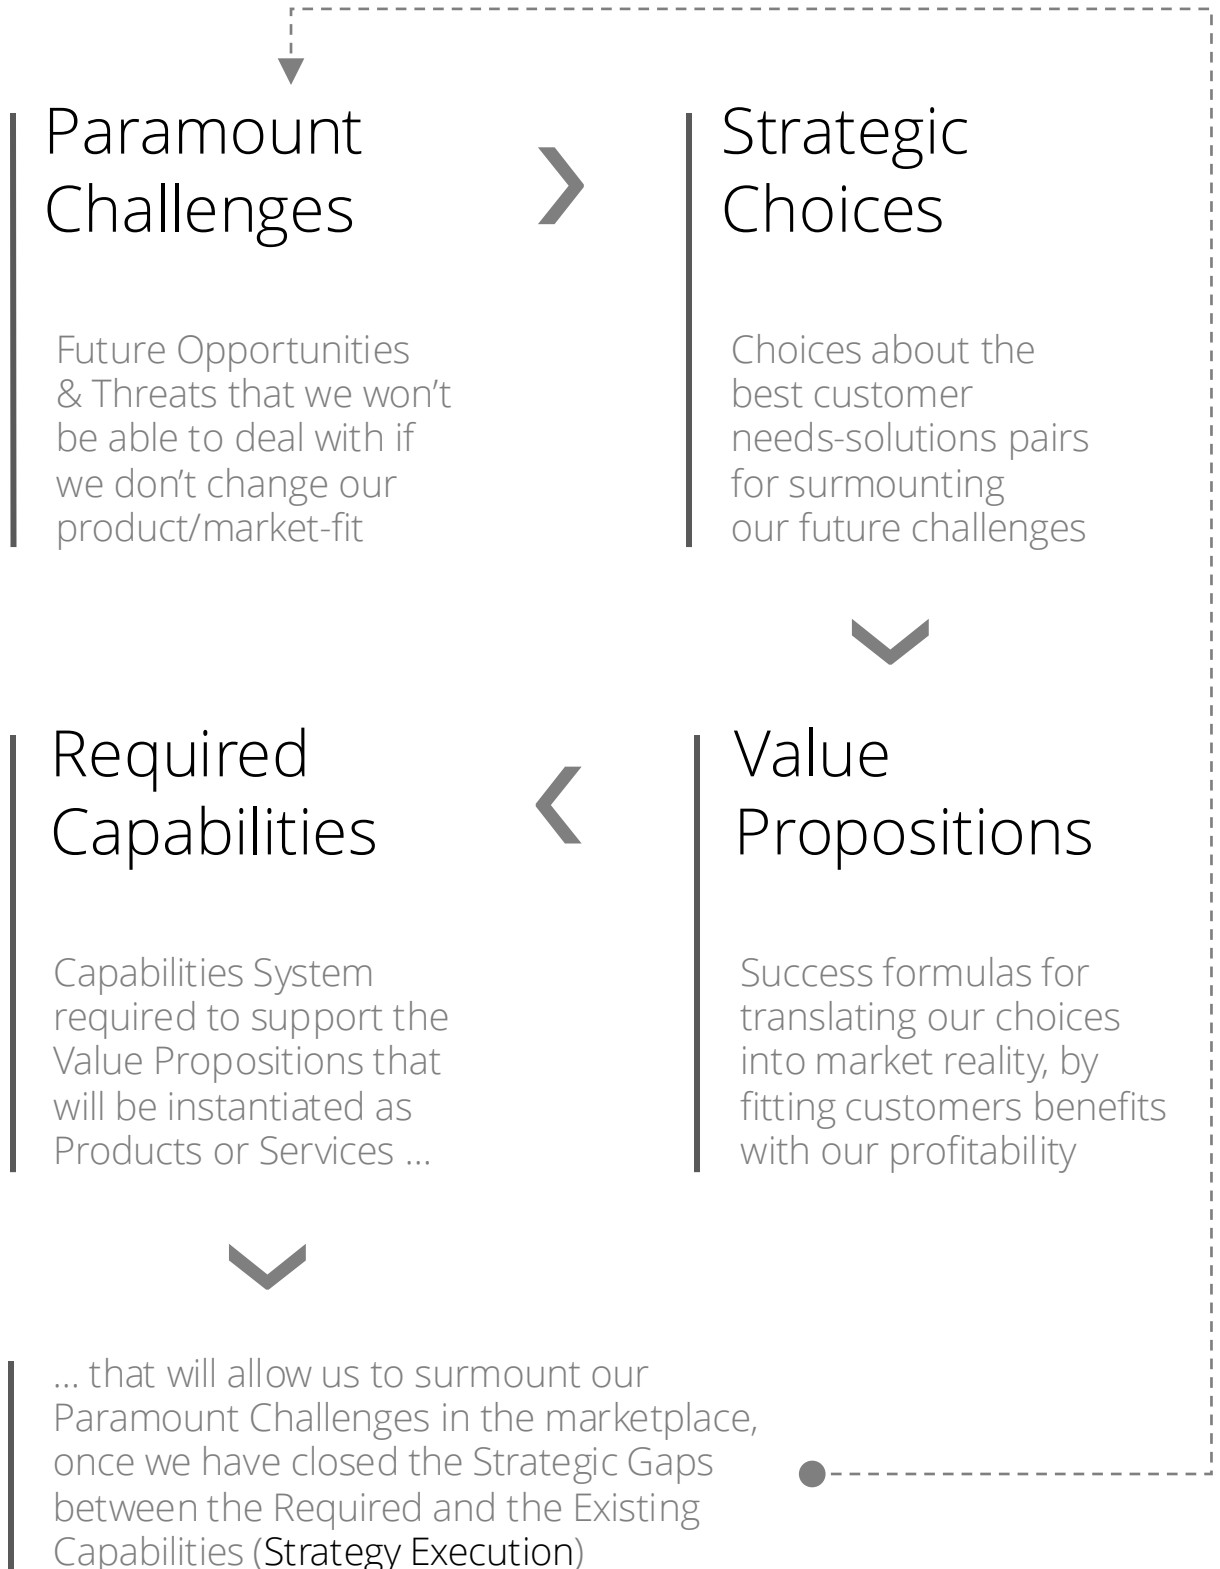 Paramount
Challenges
Future Opportunities
& Threats that we won’t
be able to deal with if
we don’t change our
product/market-fit
Strategic
Choices
Choices about the
best customer
needs-solutions pairs
for surmounting
our future challenges
Value
Propositions
Success formulas for
translating our choices
into market reality, by
fitting customers benefits
with our profitability
Required
Capabilities
Capabilities System
required to support the
Value Propositions that
will be instantiated as
Products or Services ...
... that will allow us to surmount our
Paramount Challenges in the marketplace,
once we have closed the Strategic Gaps
between the Required and the Existing
Capabilities (Strategy Execution)